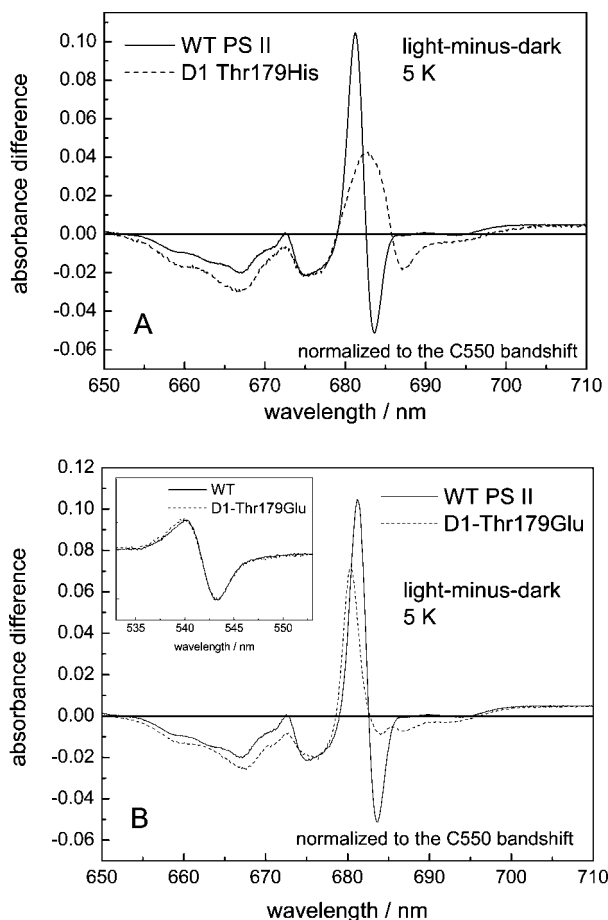 WT PS II
D1 Thr179His
light-minus-dark
5 K
0.10
0.08
0.06
0.04
0.02
0.00
-0.02
-0.04
-0.06
absorbance difference
A
normalized to the C550 bandshift
650 660 670 680 690 700 710
wavelength / nm
0.12
0.10
0.08
0.06
0.04
0.02
0.00
-0.02
-0.04
-0.06
absorbance difference
WT
D1-Thr179Glu
535 540 545 550
wavelength / nm
WT PS II
D1-Thr179Glu
light-minus-dark
5 K
B
normalized to the C550 bandshift
650 660 670 680 690 700 710
wavelength / nm